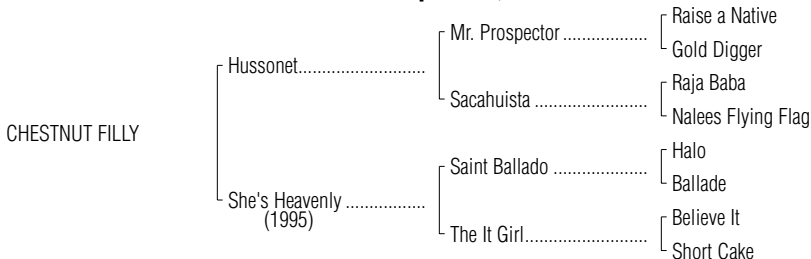 Raise a Native
Mr. Prospector ...................
Gold Digger
Hussonet............................
Raja Baba
Sacahuista .........................
Nalees Flying Flag
CHESTNUT FILLY
Halo
Saint Ballado .....................
Ballade
She's Heavenly ..................
(1995)
Believe It
The It Girl...........................
Short Cake